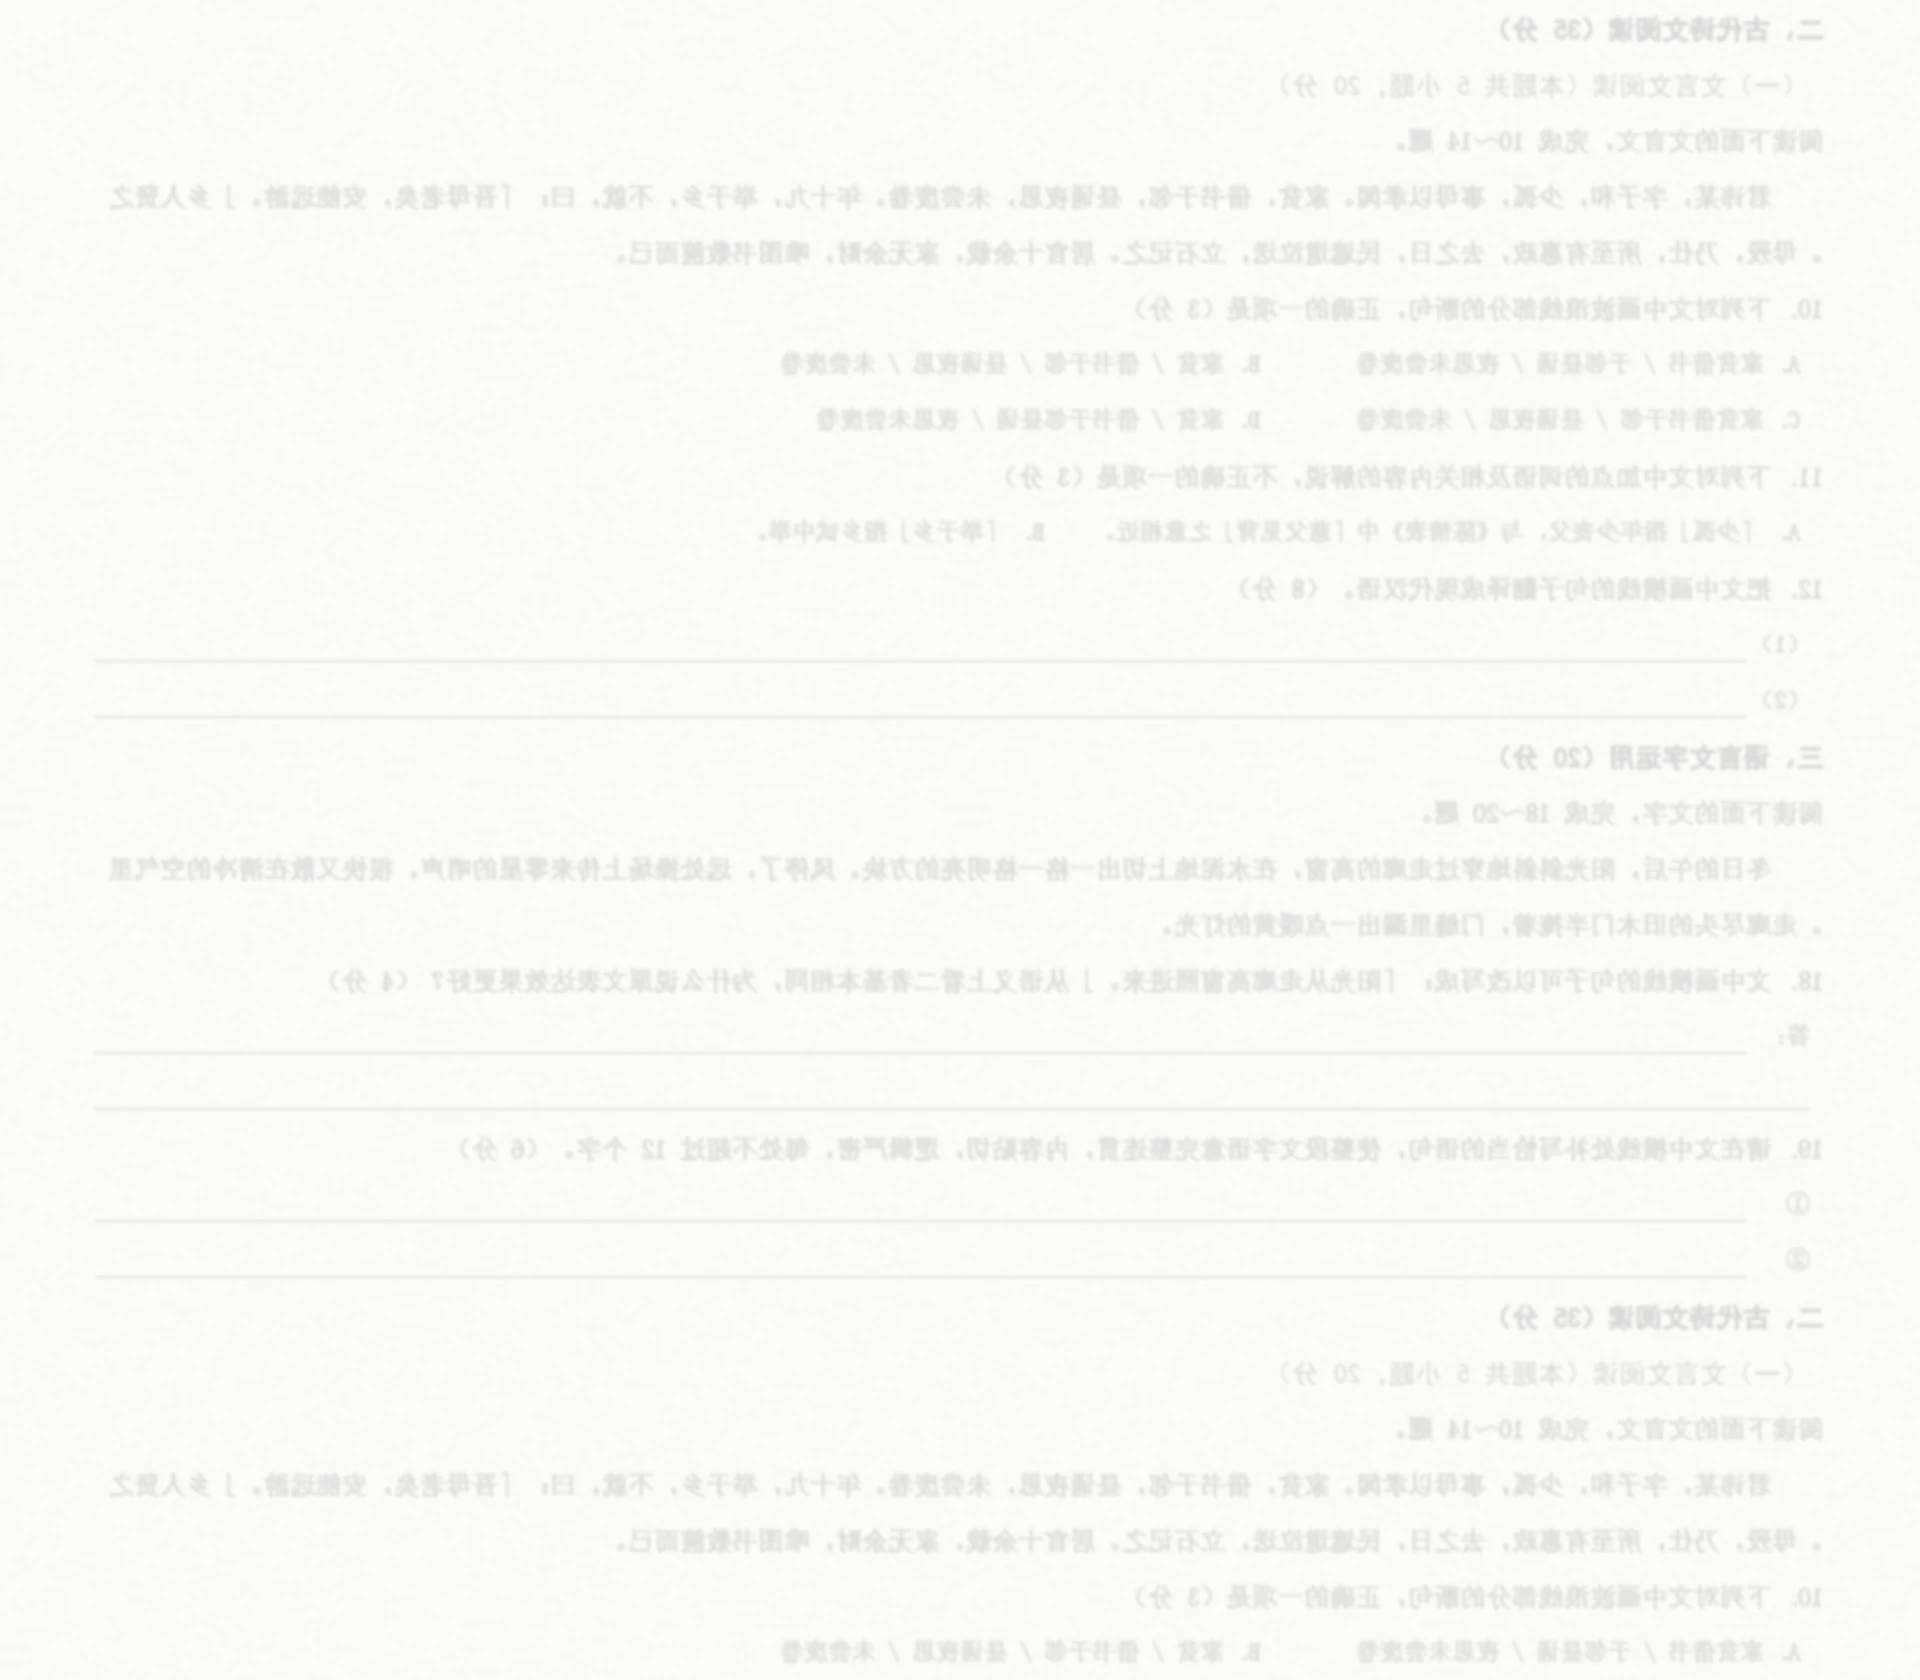 二、古代诗文阅读（35 分）
（一）文言文阅读（本题共 5 小题，20 分）
阅读下面的文言文，完成 10～14 题。
君讳某，字子和，少孤，事母以孝闻。家贫，借书于邻，昼诵夜思，未尝废卷。年十九，举于乡，不就，曰：「吾母老矣，安能远游。」乡人贤之
。母殁，乃仕，所至有惠政，去之日，民遮道泣送，立石记之。居官十余载，家无余财，唯图书数箧而已。
10. 下列对文中画波浪线部分的断句，正确的一项是（3 分）
A. 家贫借书 / 于邻昼诵 / 夜思未尝废卷 B. 家贫 / 借书于邻 / 昼诵夜思 / 未尝废卷
C. 家贫借书于邻 / 昼诵夜思 / 未尝废卷 D. 家贫 / 借书于邻昼诵 / 夜思未尝废卷
11. 下列对文中加点的词语及相关内容的解说，不正确的一项是（3 分）
A. 「少孤」指年少丧父，与《陈情表》中「慈父见背」之意相近。 B. 「举于乡」指乡试中举。
12. 把文中画横线的句子翻译成现代汉语。（8 分）
（1）
（2）
三、语言文字运用（20 分）
阅读下面的文字，完成 18～20 题。
冬日的午后，阳光斜斜地穿过走廊的高窗，在水泥地上切出一格一格明亮的方块。风停了，远处操场上传来零星的哨声，很快又散在清冷的空气里
。走廊尽头的旧木门半掩着，门缝里漏出一点暖黄的灯光。
18. 文中画横线的句子可以改写成：「阳光从走廊高窗照进来。」从语义上看二者基本相同，为什么说原文表达效果更好？（4 分）
答：
19. 请在文中横线处补写恰当的语句，使整段文字语意完整连贯，内容贴切，逻辑严密，每处不超过 12 个字。（6 分）
①
②
二、古代诗文阅读（35 分）
（一）文言文阅读（本题共 5 小题，20 分）
阅读下面的文言文，完成 10～14 题。
君讳某，字子和，少孤，事母以孝闻。家贫，借书于邻，昼诵夜思，未尝废卷。年十九，举于乡，不就，曰：「吾母老矣，安能远游。」乡人贤之
。母殁，乃仕，所至有惠政，去之日，民遮道泣送，立石记之。居官十余载，家无余财，唯图书数箧而已。
10. 下列对文中画波浪线部分的断句，正确的一项是（3 分）
A. 家贫借书 / 于邻昼诵 / 夜思未尝废卷 B. 家贫 / 借书于邻 / 昼诵夜思 / 未尝废卷